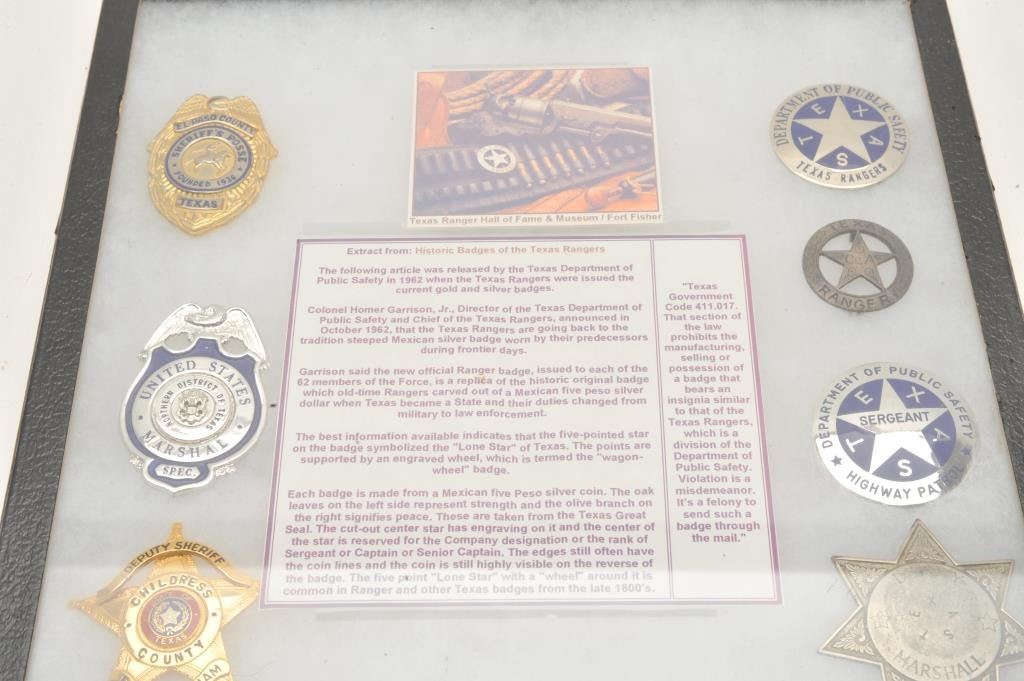 EL PASO COUNTY
SHERIFF'S POSSE
FOUNDED 1936
TEXAS
Texas Ranger Hall of Fame & Museum / Fort Fisher
DEPARTMENT OF PUBLIC SAFETY
TEXAS
TEXAS RANGERS
Extract from: Historic Badges of the Texas Rangers
The following article was released by the Texas Department of
Public Safety in 1962 when the Texas Rangers were issued the
current gold and silver badges.
Colonel Homer Garrison, Jr., Director of the Texas Department of
Public Safety and Chief of the Texas Rangers, announced in
October 1962, that the Texas Rangers are going back to the
tradition steeped Mexican silver badge worn by their predecessors
during frontier days.
Garrison said the new official Ranger badge, issued to each of the
62 members of the Force, is a replica of the historic original badge
which old-time Rangers carved out of a Mexican five peso silver
dollar when Texas became a State and their duties changed from
military to law enforcement.
The best information available indicates that the five-pointed star
on the badge symbolized the "Lone Star" of Texas. The points are
supported by an engraved wheel, which is termed the "wagon-
wheel" badge.
Each badge is made from a Mexican five Peso silver coin. The oak
leaves on the left side represent strength and the olive branch on
the right signifies peace. These are taken from the Texas Great
Seal. The cut-out center star has engraving on it and the center of
the star is reserved for the Company designation or the rank of
Sergeant or Captain or Senior Captain. The edges still often have
the coin lines and the coin is still highly visible on the reverse of
the badge. The five point "Lone Star" with a "wheel" around it is
common in Ranger and other Texas badges from the late 1800's.
"Texas
Government
Code 411.017.
That section of
the law
prohibits the
manufacturing,
selling or
possession of
a badge that
bears an
insignia similar
to that of the
Texas Rangers,
which is a
division of the
Department of
Public Safety.
Violation is a
misdemeanor.
It's a felony to
send such a
badge through
the mail."
TEXAS
RANGER
UNITED STATES
NORTHERN DISTRICT
OF TEXAS
MARSHAL
SPEC.
DEPARTMENT OF PUBLIC SAFETY
TEXAS
SERGEANT
HIGHWAY PATROL
DEPUTY SHERIFF
CHILDRESS
TEXAS
COUNTY
TEXAS
MARSHALL